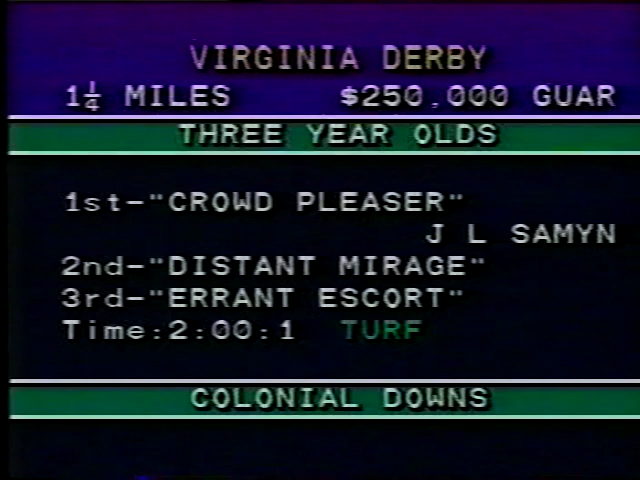 VIRGINIA DERBY
1¼ MILES $250,000 GUAR
THREE YEAR OLDS
1st-"CROWD PLEASER"
J L SAMYN
2nd-"DISTANT MIRAGE"
3rd-"ERRANT ESCORT"
Time:2:00:1 TURF
COLONIAL DOWNS